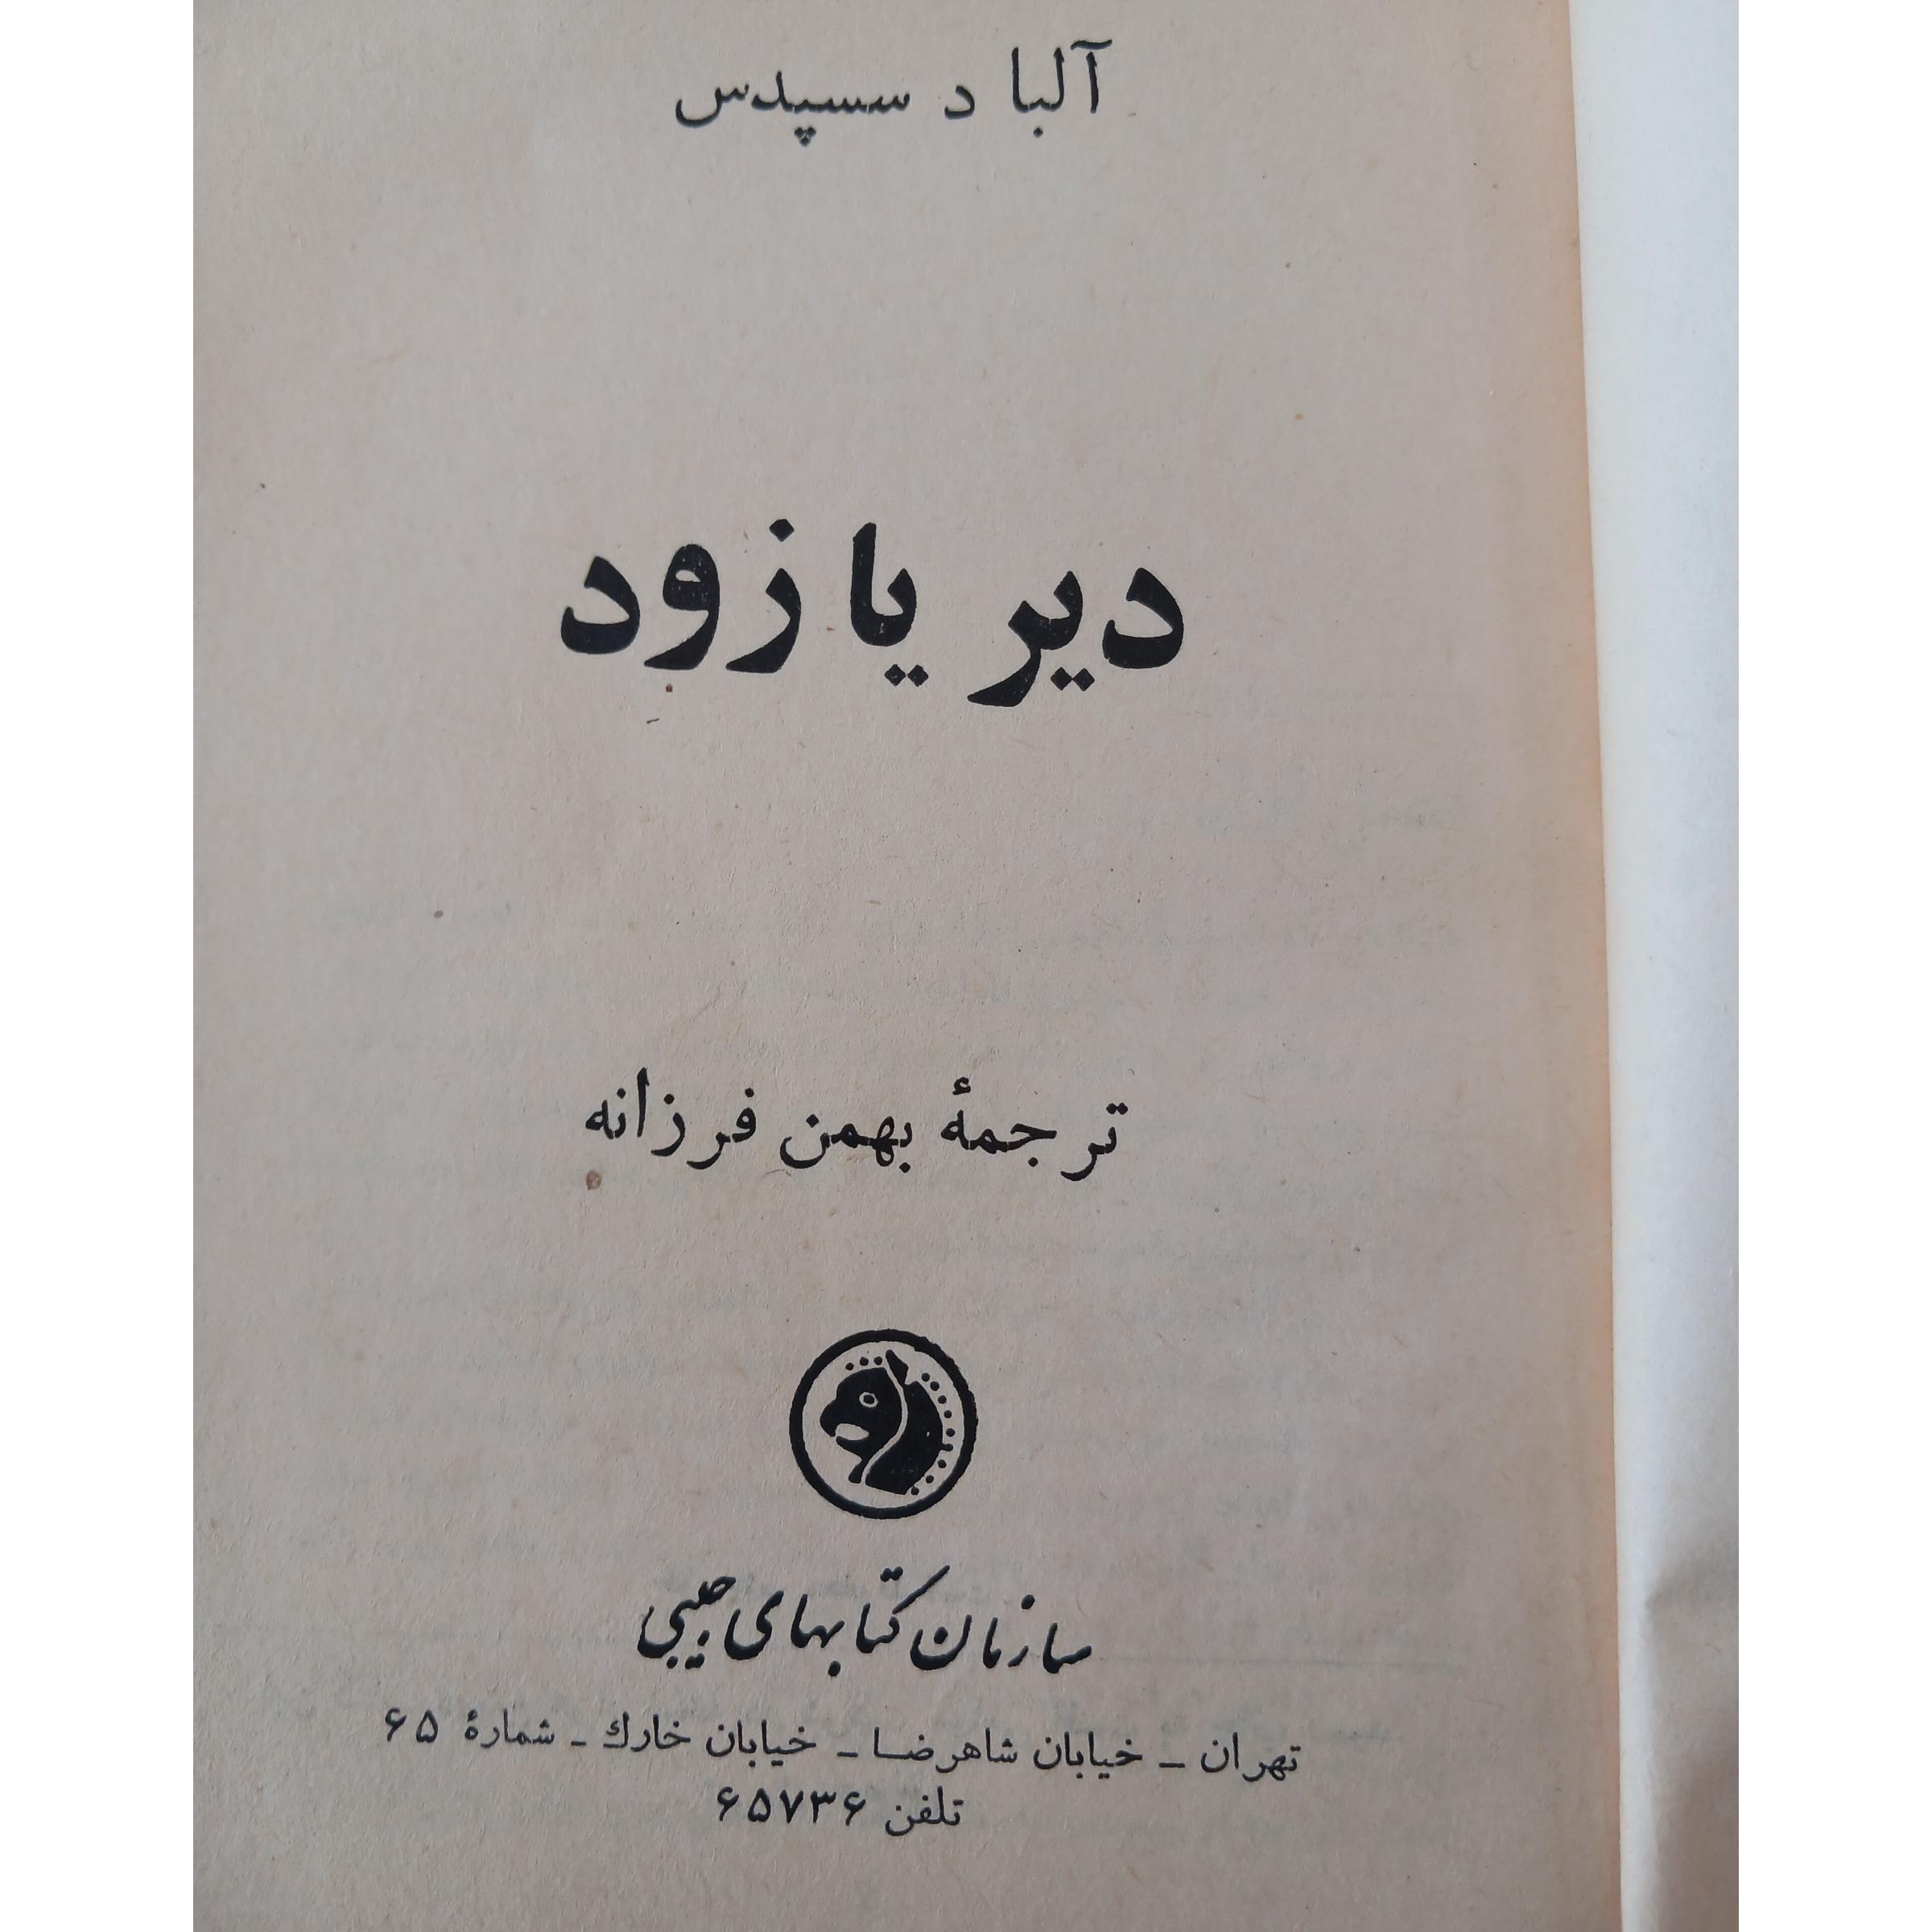 آلبا د سسپدس
دیر یا زود
ترجمهٔ بهمن فرزانه
سازمان کتابهای جیبی
تهران - خیابان شاهرضا - خیابان خارك - شمارهٔ ۶۵
تلفن ۶۵۷۳۶